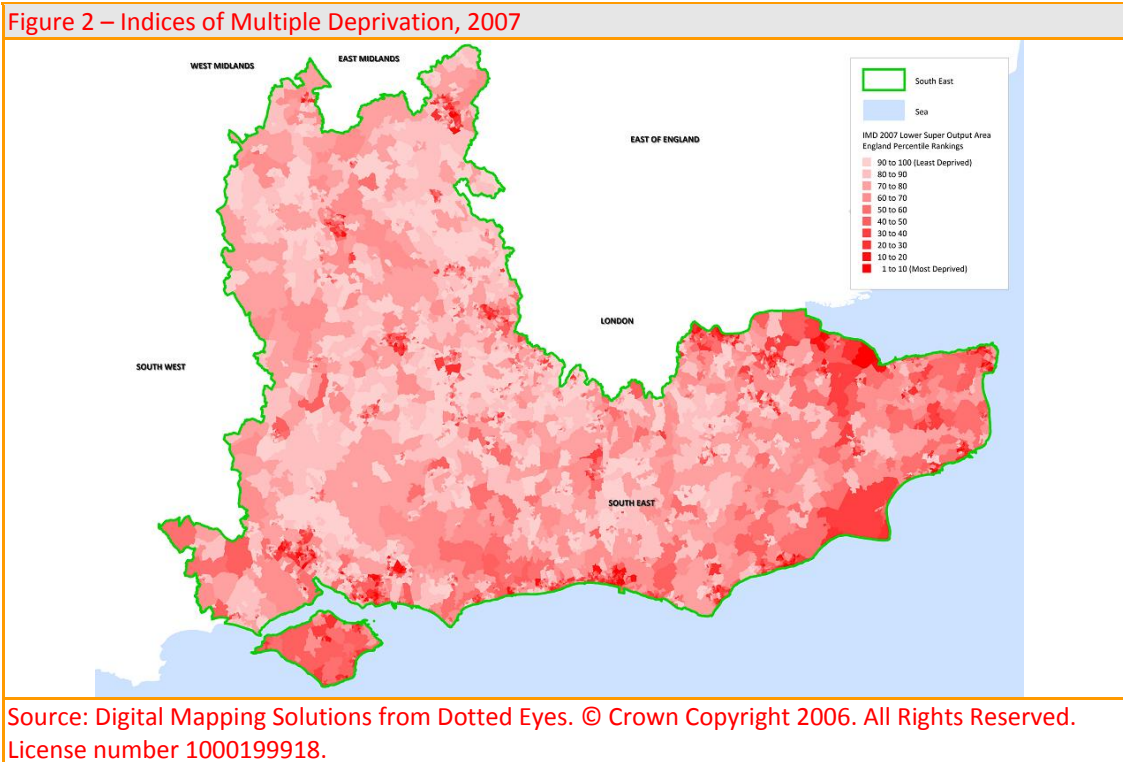 Figure 2 – Indices of Multiple Deprivation, 2007
WEST MIDLANDS
EAST MIDLANDS
EAST OF ENGLAND
LONDON
SOUTH WEST
SOUTH EAST
South East
Sea
IMD 2007 Lower Super Output Area
England Percentile Rankings
90 to 100 (Least Deprived)
80 to 90
70 to 80
60 to 70
50 to 60
40 to 50
30 to 40
20 to 30
10 to 20
1 to 10 (Most Deprived)
Source: Digital Mapping Solutions from Dotted Eyes. © Crown Copyright 2006. All Rights Reserved.
License number 1000199918.